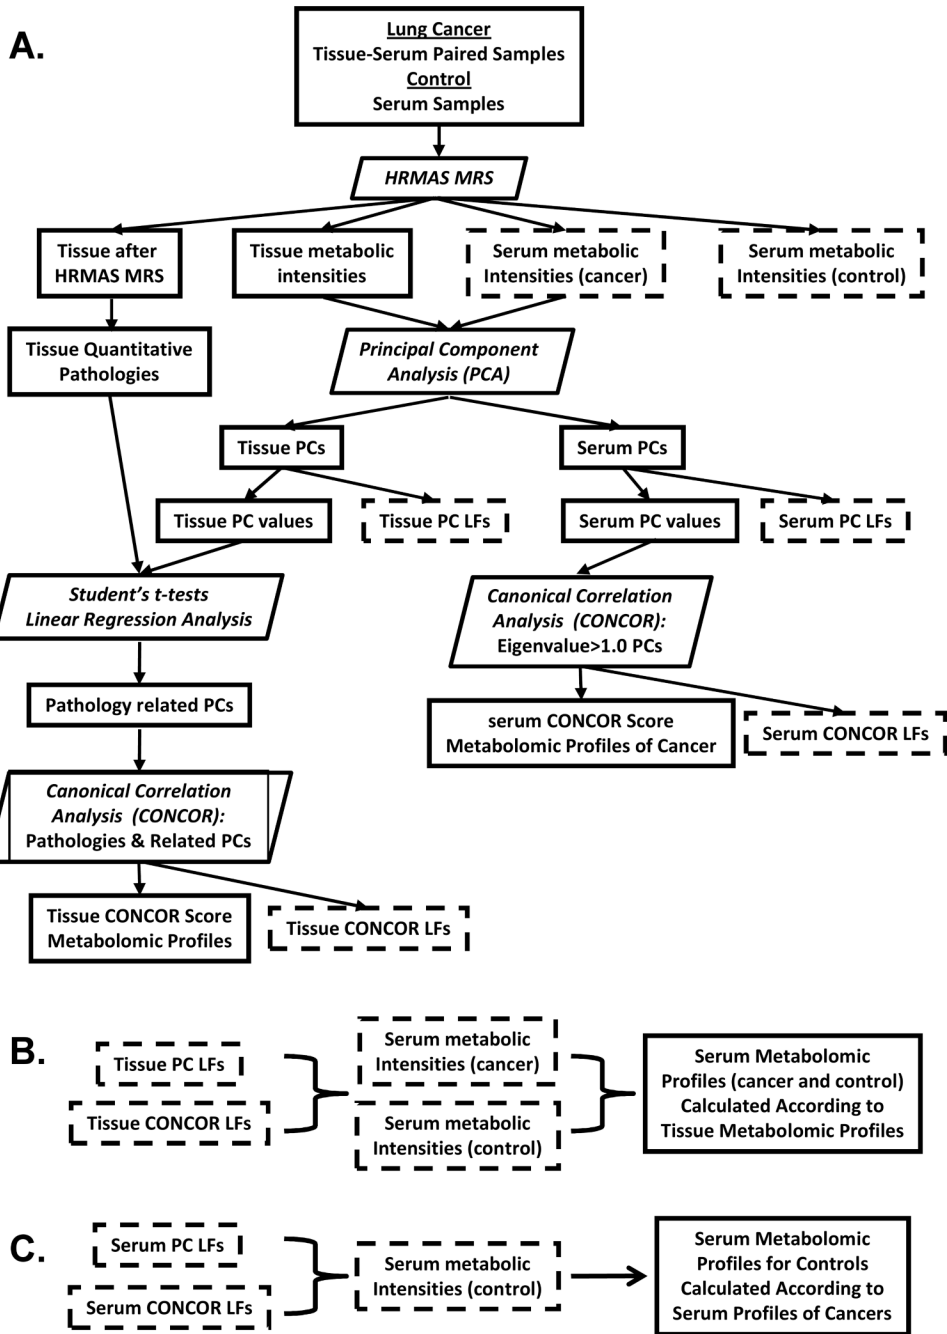 A.
Lung Cancer
Tissue-Serum Paired Samples
Control
Serum Samples
HRMAS MRS
Tissue after
HRMAS MRS
Tissue metabolic
intensities
Serum metabolic
Intensities (cancer)
Serum metabolic
Intensities (control)
Tissue Quantitative
Pathologies
Principal Component
Analysis (PCA)
Tissue PCs
Serum PCs
Tissue PC values
Tissue PC LFs
Serum PC values
Serum PC LFs
Student's t-tests
Linear Regression Analysis
Canonical Correlation
Analysis (CONCOR):
Eigenvalue>1.0 PCs
Pathology related PCs
serum CONCOR Score
Metabolomic Profiles of Cancer
Serum CONCOR LFs
Canonical Correlation
Analysis (CONCOR):
Pathologies & Related PCs
Tissue CONCOR Score
Metabolomic Profiles
Tissue CONCOR LFs
B.
Tissue PC LFs
Tissue CONCOR LFs
Serum metabolic
Intensities (cancer)
Serum metabolic
Intensities (control)
Serum Metabolomic
Profiles (cancer and control)
Calculated According to
Tissue Metabolomic Profiles
C.
Serum PC LFs
Serum CONCOR LFs
Serum metabolic
Intensities (control)
Serum Metabolomic
Profiles for Controls
Calculated According to
Serum Profiles of Cancers